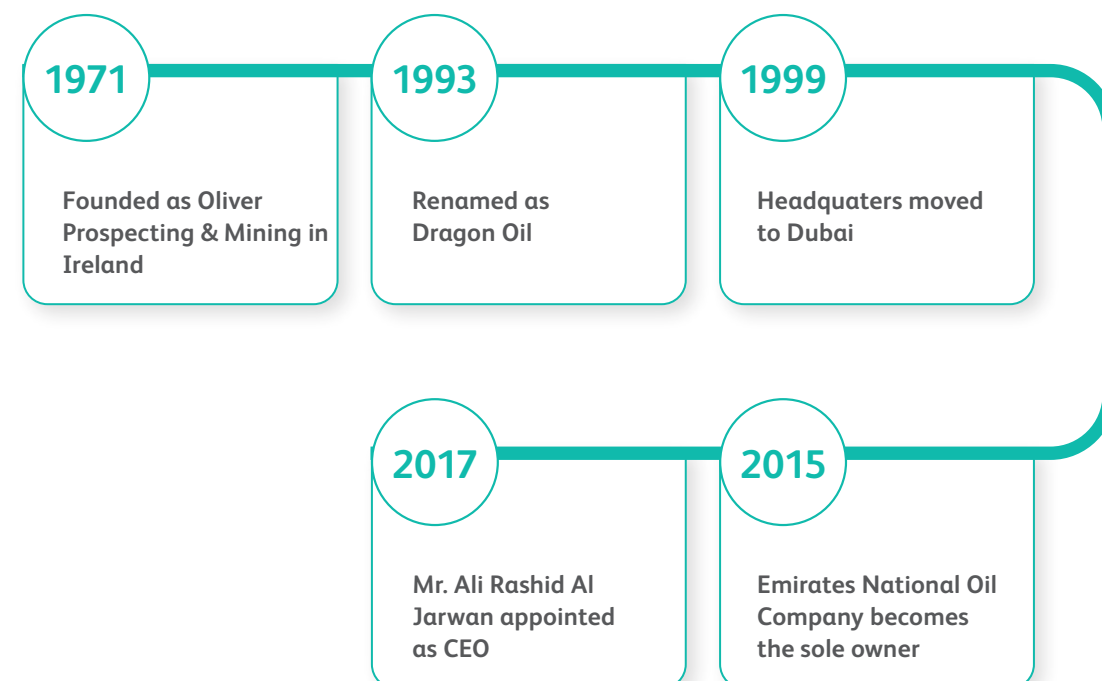 1971
Founded as Oliver
Prospecting & Mining in
Ireland
1993
Renamed as
Dragon Oil
1999
Headquaters moved
to Dubai
2015
Emirates National Oil
Company becomes
the sole owner
2017
Mr. Ali Rashid Al
Jarwan appointed
as CEO